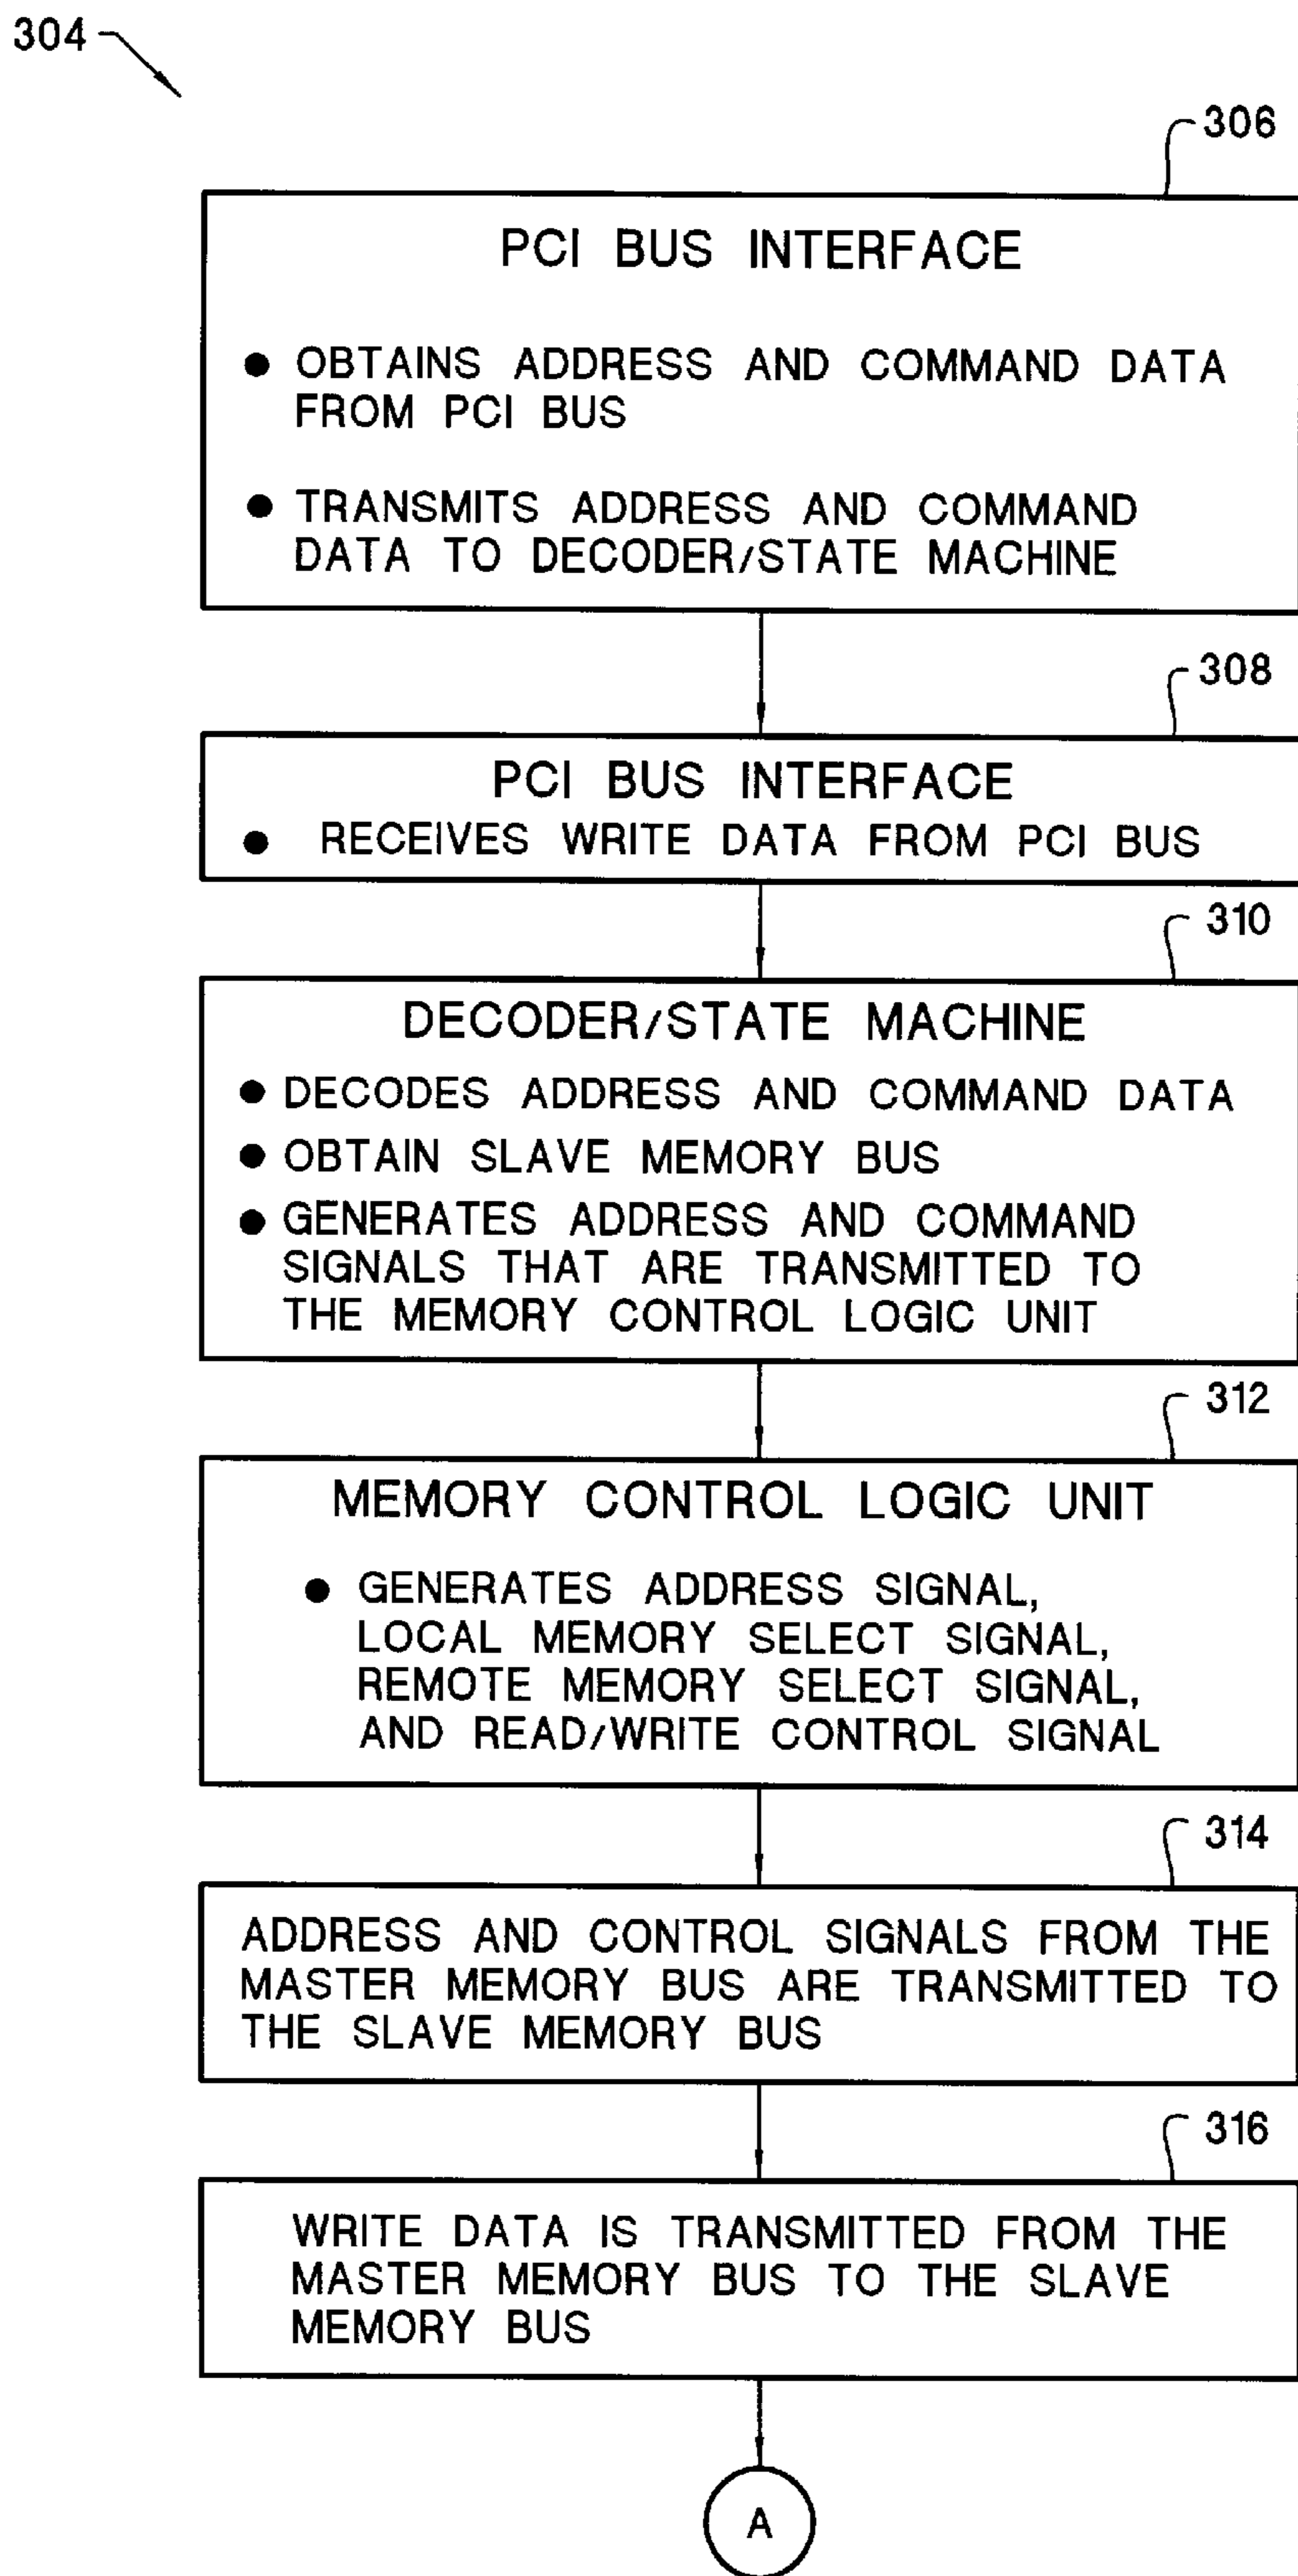 304
306
PCI BUS INTERFACE
● OBTAINS ADDRESS AND COMMAND DATA
FROM PCI BUS
● TRANSMITS ADDRESS AND COMMAND
DATA TO DECODER/STATE MACHINE
308
PCI BUS INTERFACE
● RECEIVES WRITE DATA FROM PCI BUS
310
DECODER/STATE MACHINE
● DECODES ADDRESS AND COMMAND DATA
● OBTAIN SLAVE MEMORY BUS
● GENERATES ADDRESS AND COMMAND
SIGNALS THAT ARE TRANSMITTED TO
THE MEMORY CONTROL LOGIC UNIT
312
MEMORY CONTROL LOGIC UNIT
● GENERATES ADDRESS SIGNAL,
LOCAL MEMORY SELECT SIGNAL,
REMOTE MEMORY SELECT SIGNAL,
AND READ/WRITE CONTROL SIGNAL
314
ADDRESS AND CONTROL SIGNALS FROM THE
MASTER MEMORY BUS ARE TRANSMITTED TO
THE SLAVE MEMORY BUS
316
WRITE DATA IS TRANSMITTED FROM THE
MASTER MEMORY BUS TO THE SLAVE
MEMORY BUS
A